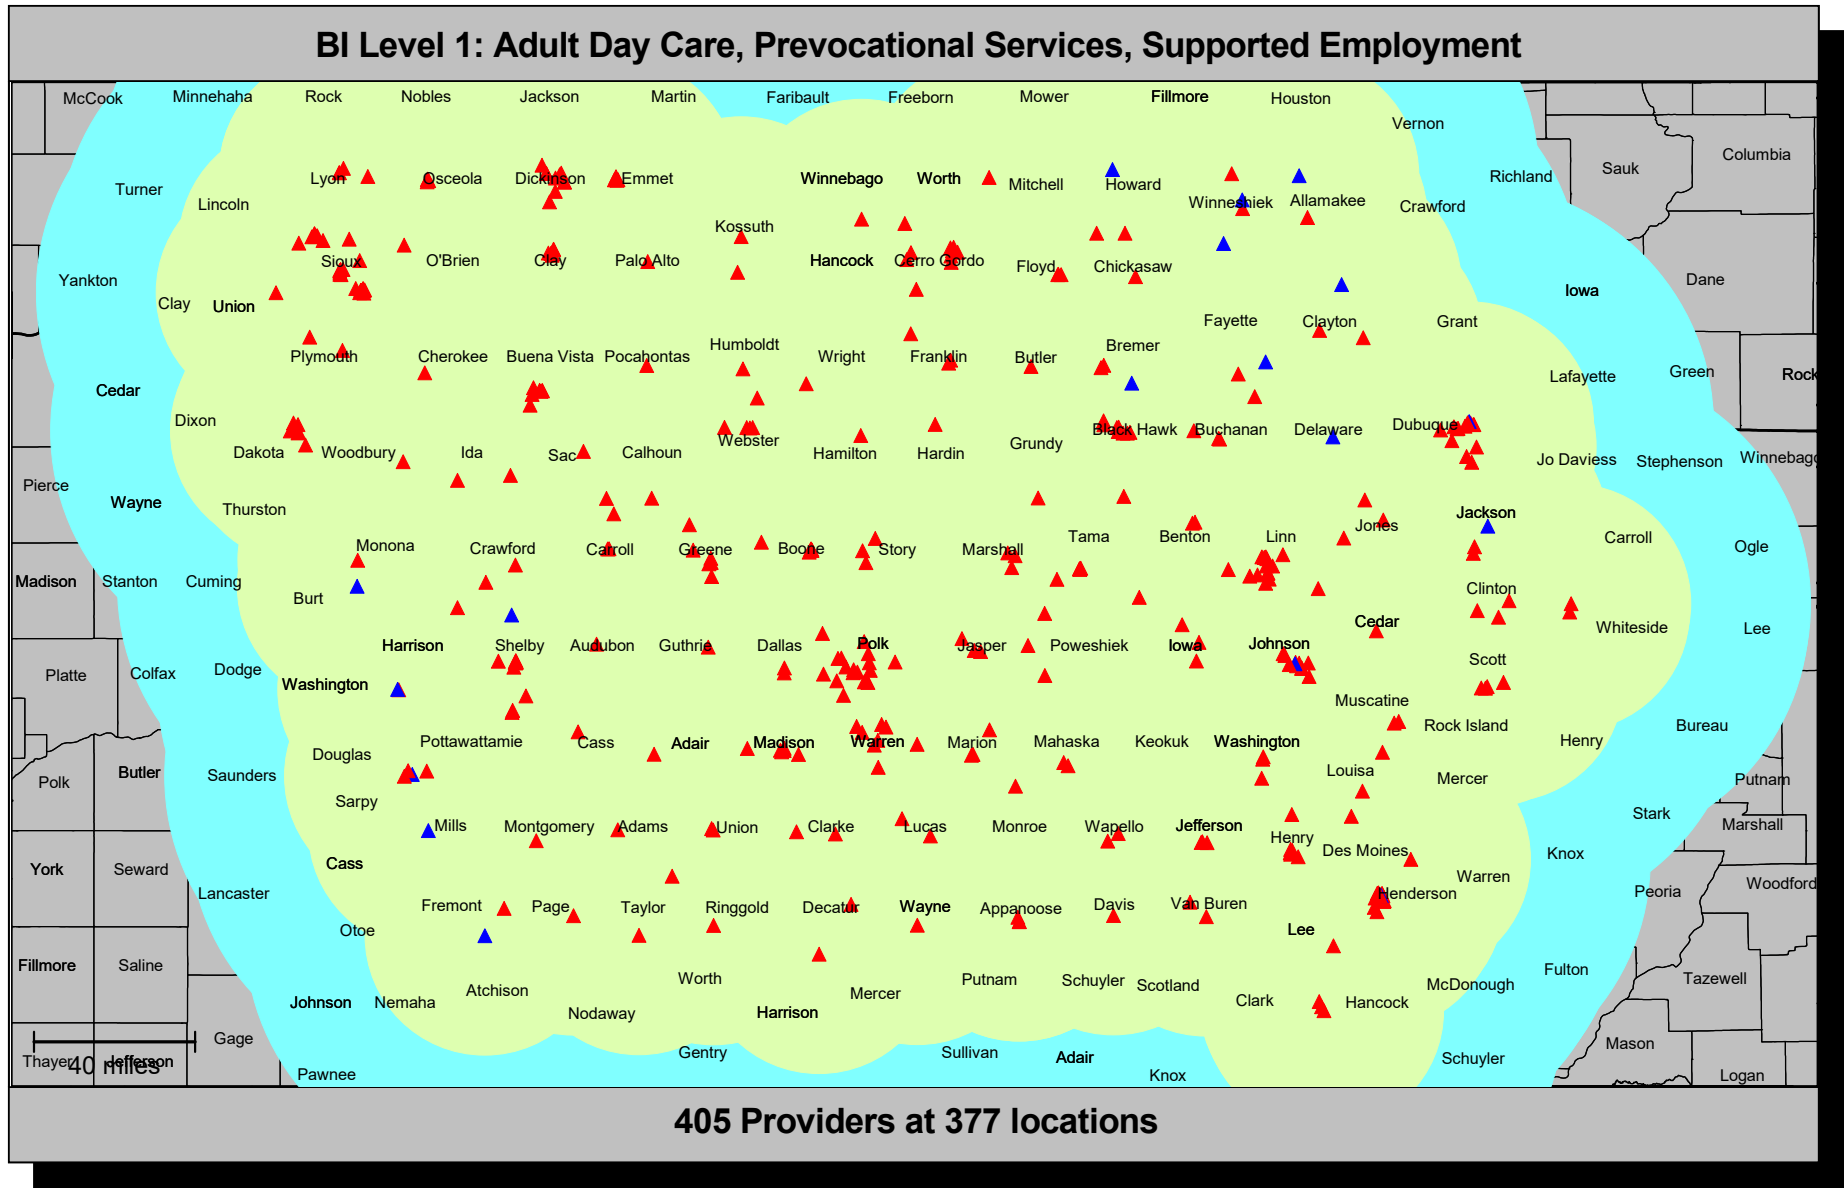 BI Level 1: Adult Day Care, Prevocational Services, Supported Employment
McCook Minnehaha Rock Nobles Jackson Martin Faribault Freeborn Mower Fillmore Houston
Vernon
Columbia
Sauk
Turner Lincoln Lyon Osceola Dickinson Emmet Winnebago Worth Mitchell Howard Winneshiek Allamakee Crawford Richland
Kossuth
Yankton Sioux O'Brien Clay Palo Alto Hancock Cerro Gordo Floyd Chickasaw Dane
Clay Union Iowa
Fayette Clayton Grant
Plymouth Cherokee Buena Vista Pocahontas Humboldt Wright Franklin Butler Bremer
Cedar Lafayette Green Rock
Dixon Webster Black Hawk Buchanan Delaware Dubuque
Dakota Woodbury Ida Sac Calhoun Hamilton Hardin Grundy Jo Daviess Stephenson Winnebago
Pierce
Wayne Thurston Jackson
Monona Crawford Carroll Greene Boone Story Marshall Tama Benton Linn Jones Carroll Ogle
Madison Stanton Cuming Burt Clinton
Harrison Shelby Audubon Guthrie Dallas Polk Jasper Poweshiek Iowa Johnson Cedar Whiteside Lee
Platte Colfax Dodge Washington Scott
Muscatine
Douglas Pottawattamie Cass Adair Madison Warren Marion Mahaska Keokuk Washington Rock Island Henry Bureau
Polk Butler Saunders Louisa Mercer Putnam
Sarpy
Mills Montgomery Adams Union Clarke Lucas Monroe Wapello Jefferson Henry Stark Marshall
York Seward Cass Des Moines Knox
Lancaster Warren Henderson Peoria Woodford
Fremont Page Taylor Ringgold Decatur Wayne Appanoose Davis Van Buren
Otoe Lee
Fillmore Saline Fulton
Johnson Nemaha Atchison Nodaway Worth Harrison Mercer Putnam Schuyler Scotland Clark Hancock McDonough Tazewell
Gage Gentry Sullivan Adair Schuyler Mason
Thayer Jefferson
40 miles
Pawnee Knox Logan
405 Providers at 377 locations